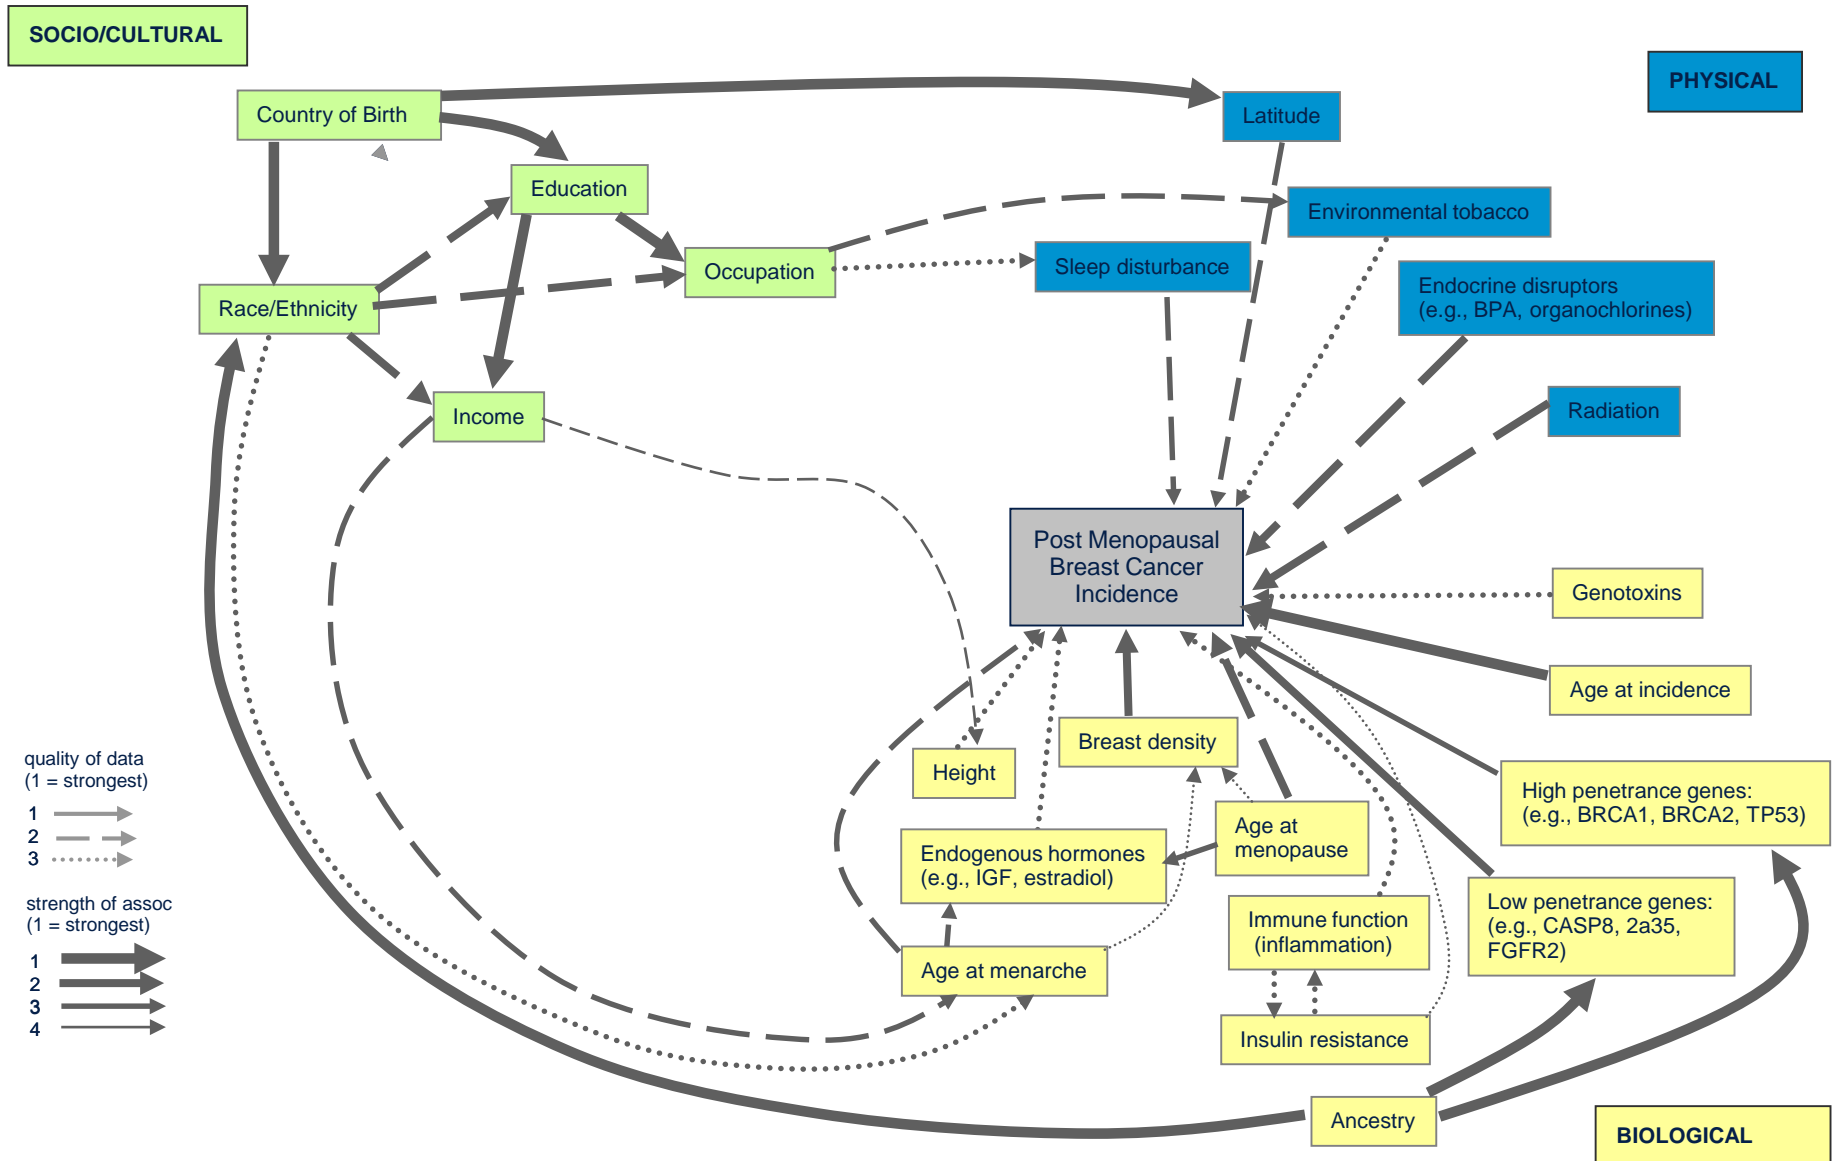 SOCIO/CULTURAL
PHYSICAL
Country of Birth
Latitude
Education
Environmental tobacco
Occupation
Sleep disturbance
Endocrine disruptors
(e.g., BPA, organochlorines)
Race/Ethnicity
Income
Radiation
Post Menopausal
Breast Cancer
Incidence
Genotoxins
Age at incidence
Breast density
Height
quality of data
(1 = strongest)
1
2
3
High penetrance genes:
(e.g., BRCA1, BRCA2, TP53)
Age at
menopause
Endogenous hormones
(e.g., IGF, estradiol)
strength of assoc
(1 = strongest)
1
2
3
4
Low penetrance genes:
(e.g., CASP8, 2a35,
FGFR2)
Immune function
(inflammation)
Age at menarche
Insulin resistance
Ancestry
BIOLOGICAL